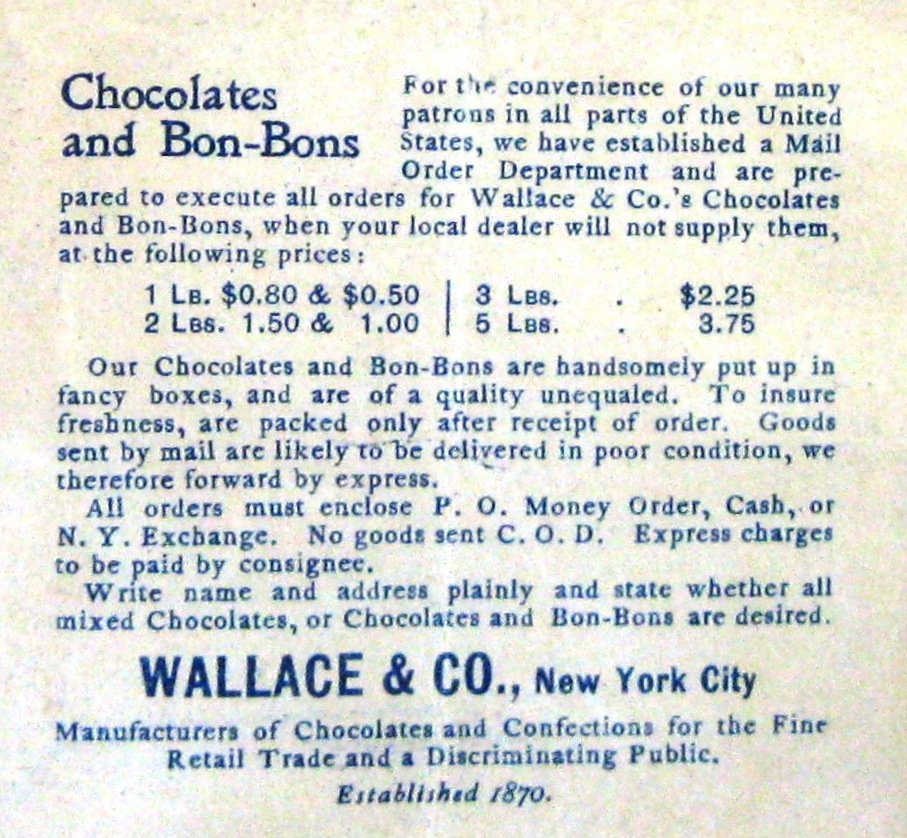 Chocolates
and Bon-Bons
For the convenience of our many
patrons in all parts of the United
States, we have established a Mail
Order Department and are pre-
pared to execute all orders for Wallace & Co.'s Chocolates
and Bon-Bons, when your local dealer will not supply them,
at the following prices:
1 LB. $0.80 & $0.50 | 3 LBS. . $2.25
2 LBS. 1.50 & 1.00 | 5 LBS. . 3.75
Our Chocolates and Bon-Bons are handsomely put up in
fancy boxes, and are of a quality unequaled. To insure
freshness, are packed only after receipt of order. Goods
sent by mail are likely to be delivered in poor condition, we
therefore forward by express.
All orders must enclose P. O. Money Order, Cash, or
N. Y. Exchange. No goods sent C. O. D. Express charges
to be paid by consignee.
Write name and address plainly and state whether all
mixed Chocolates, or Chocolates and Bon-Bons are desired.
WALLACE & CO., New York City
Manufacturers of Chocolates and Confections for the Fine
Retail Trade and a Discriminating Public.
Established 1870.